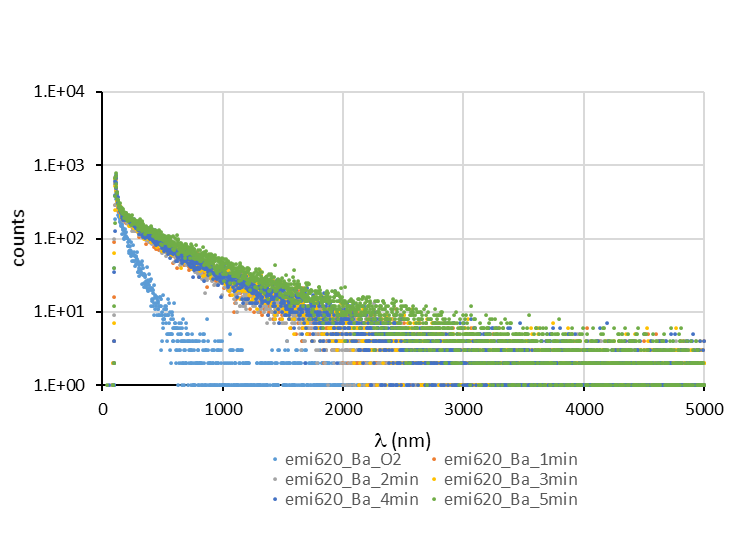 1.E+04
1.E+03
1.E+02
1.E+01
1.E+00
counts
0 1000 2000 3000 4000 5000
λ (nm)
emi620_Ba_O2 emi620_Ba_1min
emi620_Ba_2min emi620_Ba_3min
emi620_Ba_4min emi620_Ba_5min